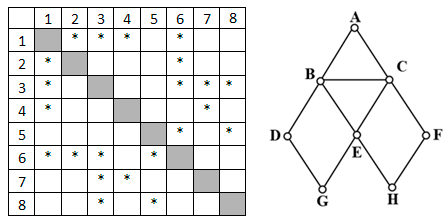 1 2 3 4 5 6 7 8
1 * * * *
2 * *
3 * * * *
4 * *
5 * *
6 * * * *
7 * *
8 * *
A
B C
D E F
G H